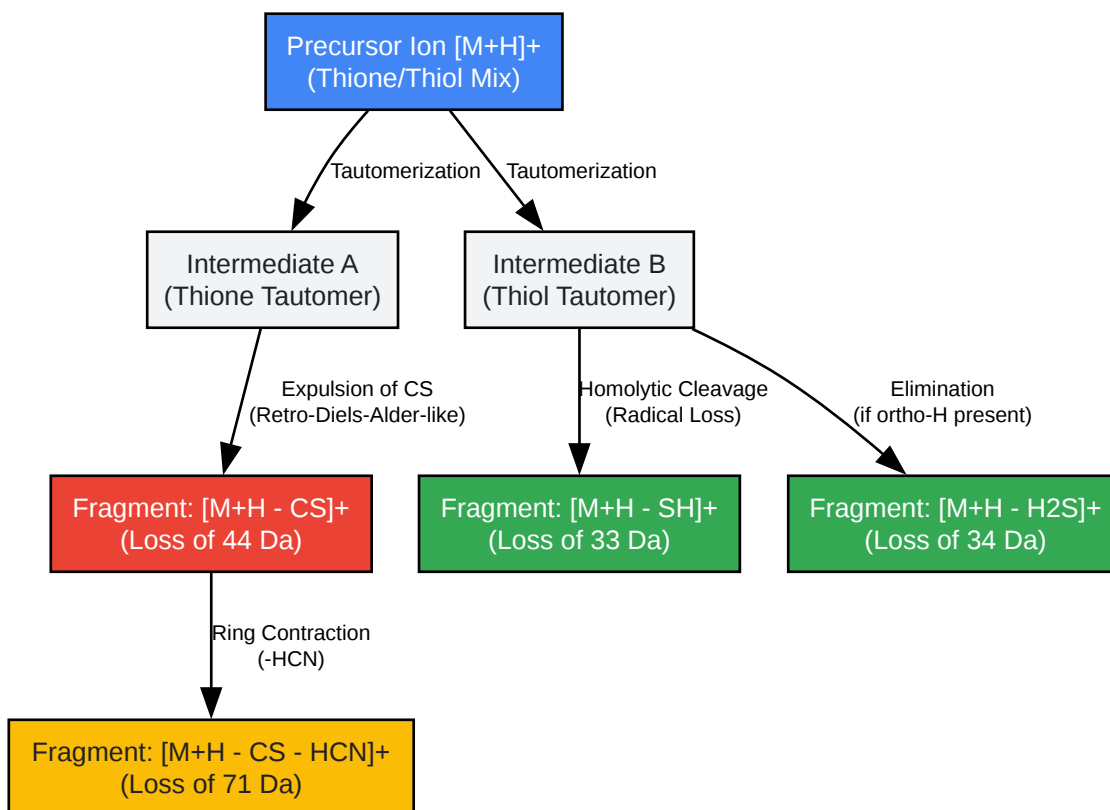 Precursor Ion [M+H]+
(Thione/Thiol Mix)
Tautomerization
Tautomerization
Intermediate A
(Thione Tautomer)
Intermediate B
(Thiol Tautomer)
Expulsion of CS
(Retro-Diels-Alder-like)
Homolytic Cleavage
(Radical Loss)
Elimination
(if ortho-H present)
Fragment: [M+H - CS]+
(Loss of 44 Da)
Fragment: [M+H - SH]+
(Loss of 33 Da)
Fragment: [M+H - H2S]+
(Loss of 34 Da)
Ring Contraction
(-HCN)
Fragment: [M+H - CS - HCN]+
(Loss of 71 Da)